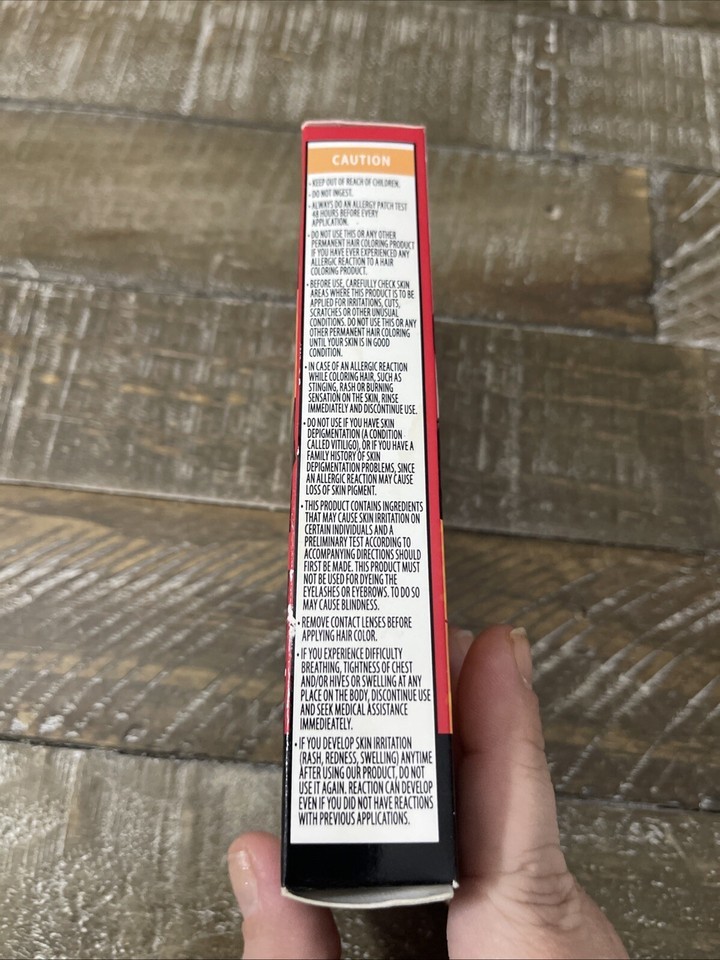 CAUTION
• KEEP OUT OF REACH OF CHILDREN.
• DO NOT INGEST.
• ALWAYS DO AN ALLERGY PATCH TEST
48 HOURS BEFORE EVERY
APPLICATION.
• DO NOT USE THIS OR ANY OTHER
PERMANENT HAIR COLORING PRODUCT
IF YOU HAVE EVER EXPERIENCED ANY
ALLERGIC REACTION TO A HAIR
COLORING PRODUCT.
• BEFORE USE, CAREFULLY CHECK SKIN
AREAS WHERE THIS PRODUCT IS TO BE
APPLIED FOR IRRITATIONS, CUTS,
SCRATCHES OR OTHER UNUSUAL
CONDITIONS. DO NOT USE THIS OR ANY
OTHER PERMANENT HAIR COLORING
UNTIL YOUR SKIN IS IN GOOD
CONDITION.
• IN CASE OF AN ALLERGIC REACTION
WHILE COLORING HAIR, SUCH AS
STINGING, RASH OR BURNING
SENSATION ON THE SKIN, RINSE
IMMEDIATELY AND DISCONTINUE USE.
• DO NOT USE IF YOU HAVE SKIN
DEPIGMENTATION (A CONDITION
CALLED VITILIGO), OR IF YOU HAVE A
FAMILY HISTORY OF SKIN
DEPIGMENTATION PROBLEMS, SINCE
AN ALLERGIC REACTION MAY CAUSE
LOSS OF SKIN PIGMENT.
• THIS PRODUCT CONTAINS INGREDIENTS
THAT MAY CAUSE SKIN IRRITATION ON
CERTAIN INDIVIDUALS AND A
PRELIMINARY TEST ACCORDING TO
ACCOMPANYING DIRECTIONS SHOULD
FIRST BE MADE. THIS PRODUCT MUST
NOT BE USED FOR DYEING THE
EYELASHES OR EYEBROWS. TO DO SO
MAY CAUSE BLINDNESS.
• REMOVE CONTACT LENSES BEFORE
APPLYING HAIR COLOR.
• IF YOU EXPERIENCE DIFFICULTY
BREATHING, TIGHTNESS OF CHEST
AND/OR HIVES OR SWELLING AT ANY
PLACE ON THE BODY, DISCONTINUE USE
AND SEEK MEDICAL ASSISTANCE
IMMEDIEATELY.
• IF YOU DEVELOP SKIN IRRITATION
(RASH, REDNESS, SWELLING) ANYTIME
AFTER USING OUR PRODUCT, DO NOT
USE IT AGAIN. REACTION CAN DEVELOP
EVEN IF YOU DID NOT HAVE REACTIONS
WITH PREVIOUS APPLICATIONS.